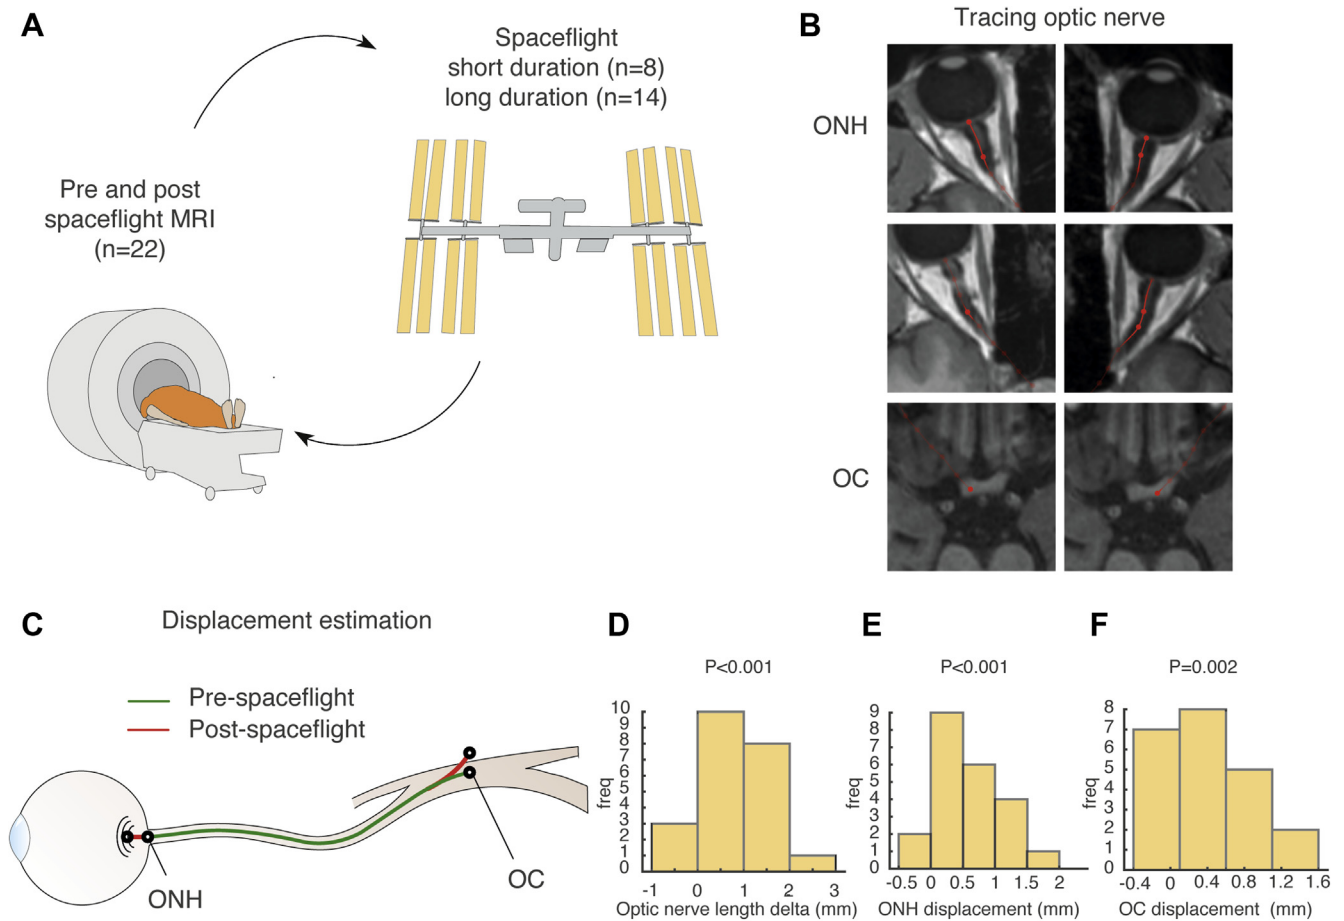 A
Spaceflight
short duration (n=8)
long duration (n=14)
Pre and post
spaceflight MRI
(n=22)
B
Tracing optic nerve
ONH
OC
C
Displacement estimation
Pre-spaceflight
Post-spaceflight
ONH
OC
D
P<0.001
freq
10
9
8
7
6
5
4
3
2
1
0
-1 0 1 2 3
Optic nerve length delta (mm)
E
P<0.001
freq
9
8
7
6
5
4
3
2
1
0
-0.5 0 0.5 1 1.5 2
ONH displacement (mm)
F
P=0.002
freq
8
7
6
5
4
3
2
1
0
-0.4 0 0.4 0.8 1.2 1.6
OC displacement (mm)